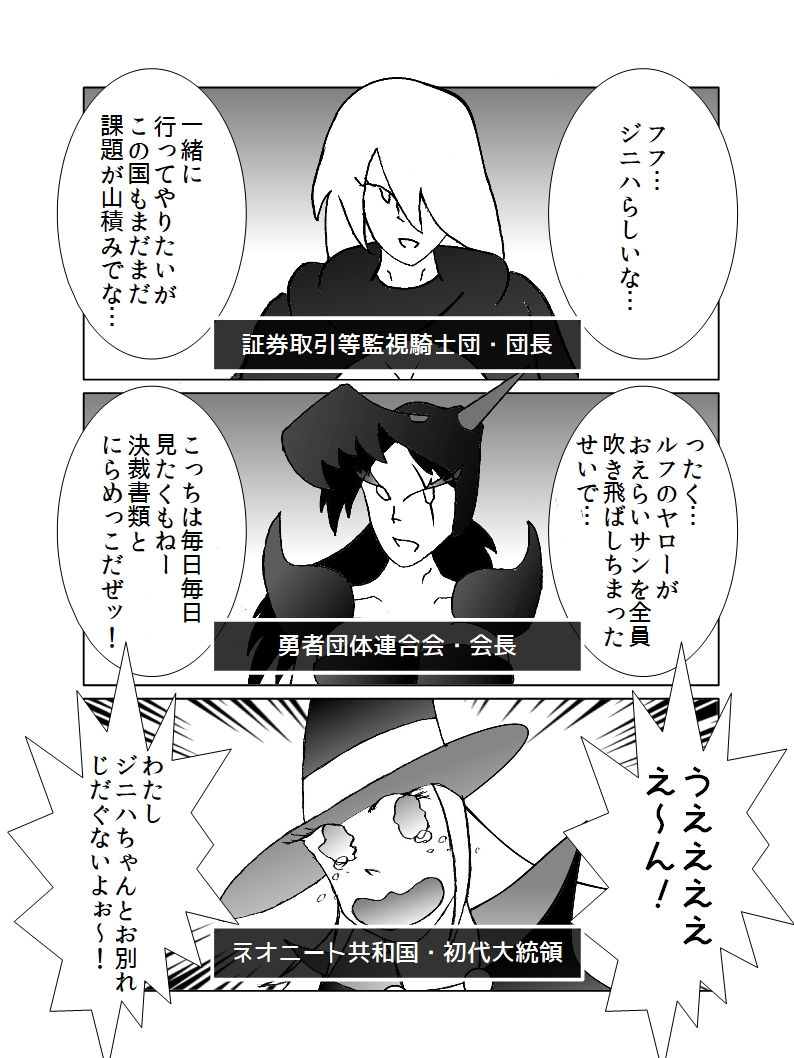 フフ…
ジニハらしいな…
一緒に
行ってやりたいが
この国もまだまだ
課題が山積みでな…
証券取引等監視騎士団・団長
ったく…
ルフのヤローが
おえらいサンを全員
吹き飛ばしちまった
せいで…
こっちは毎日毎日
見たくもねー
決裁書類と
にらめっこだぜッ！
勇者団体連合会・会長
うえええぇ
え～ん！
わたし
ジニハちゃんとお別れ
じだぐないよぉ～！
ネオニート共和国・初代大統領